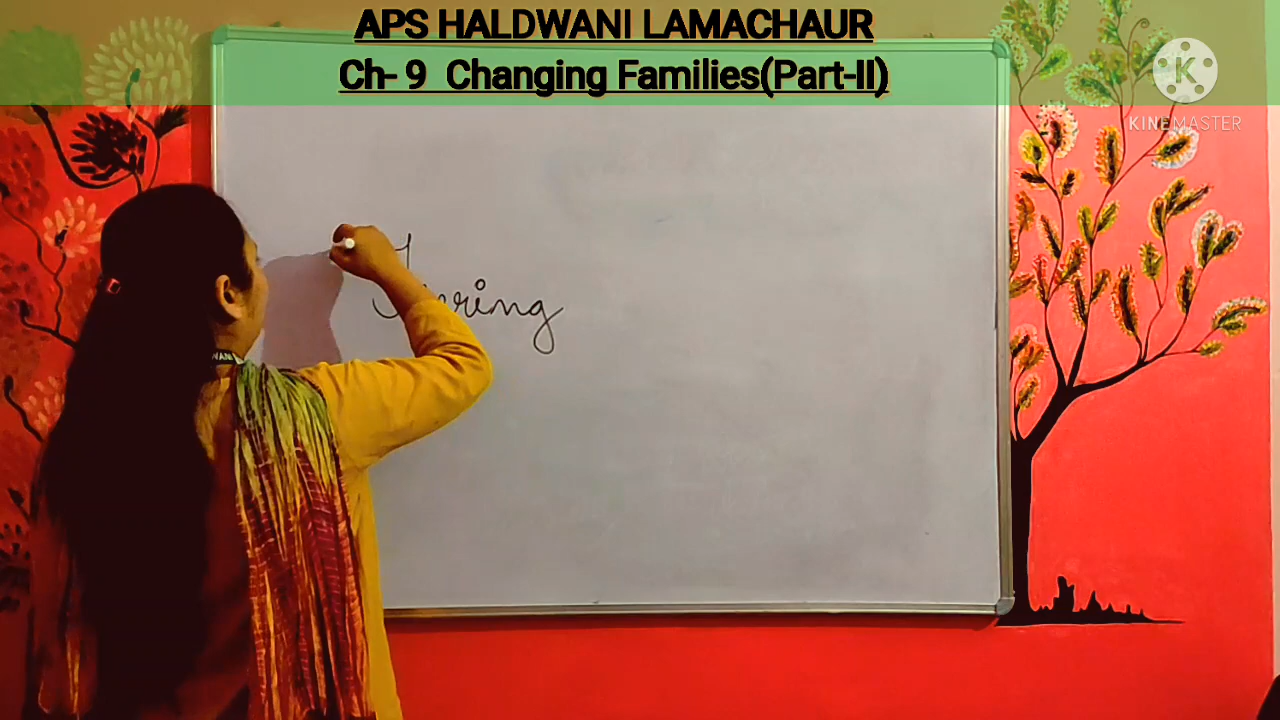 APS HALDWANI LAMACHAUR
Ch- 9 Changing Families(Part-II)
K
KINEMASTER